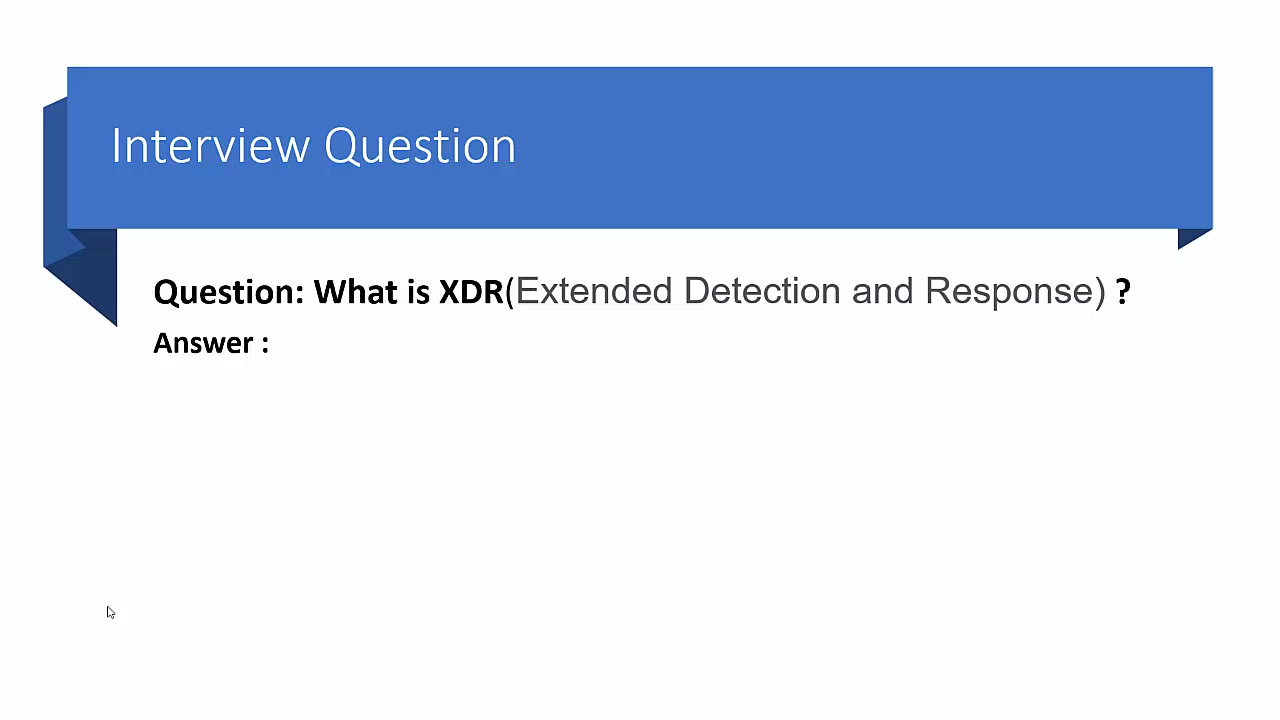 Interview Question
Question: What is XDR(Extended Detection and Response) ?
Answer :